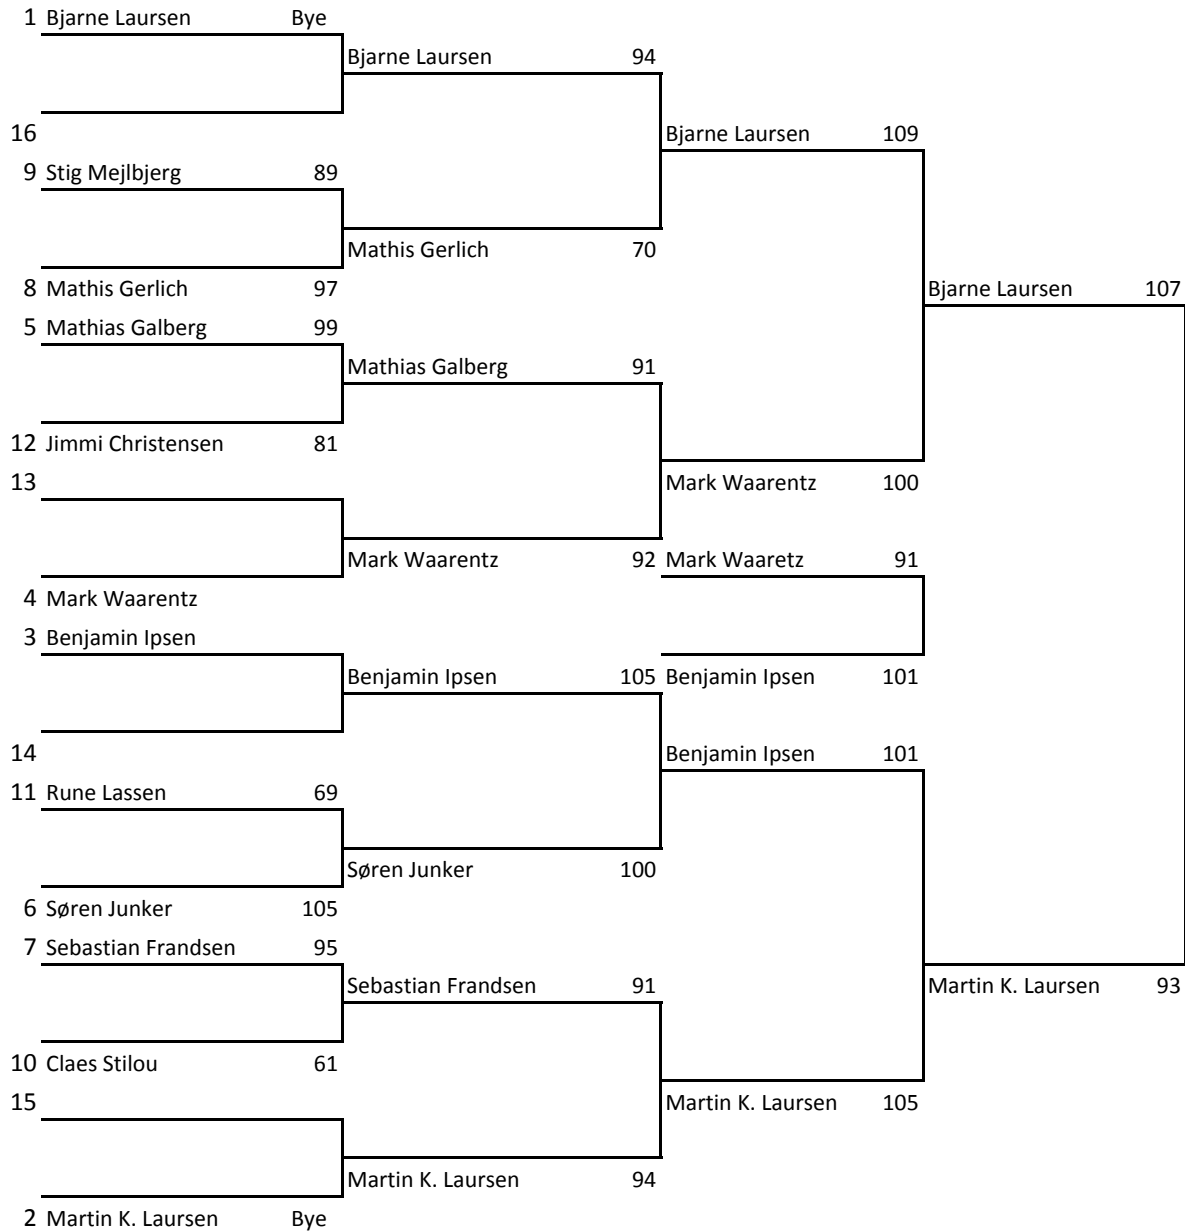 1 Bjarne Laursen Bye
Bjarne Laursen 94
16
Bjarne Laursen 109
9 Stig Mejlbjerg 89
Mathis Gerlich 70
8 Mathis Gerlich 97
Bjarne Laursen 107
5 Mathias Galberg 99
Mathias Galberg 91
12 Jimmi Christensen 81
13
Mark Waarentz 100
Mark Waarentz 92
Mark Waaretz 91
4 Mark Waarentz
3 Benjamin Ipsen
Benjamin Ipsen 105
Benjamin Ipsen 101
14
Benjamin Ipsen 101
11 Rune Lassen 69
Søren Junker 100
6 Søren Junker 105
7 Sebastian Frandsen 95
Sebastian Frandsen 91
Martin K. Laursen 93
10 Claes Stilou 61
15
Martin K. Laursen 105
Martin K. Laursen 94
2 Martin K. Laursen Bye